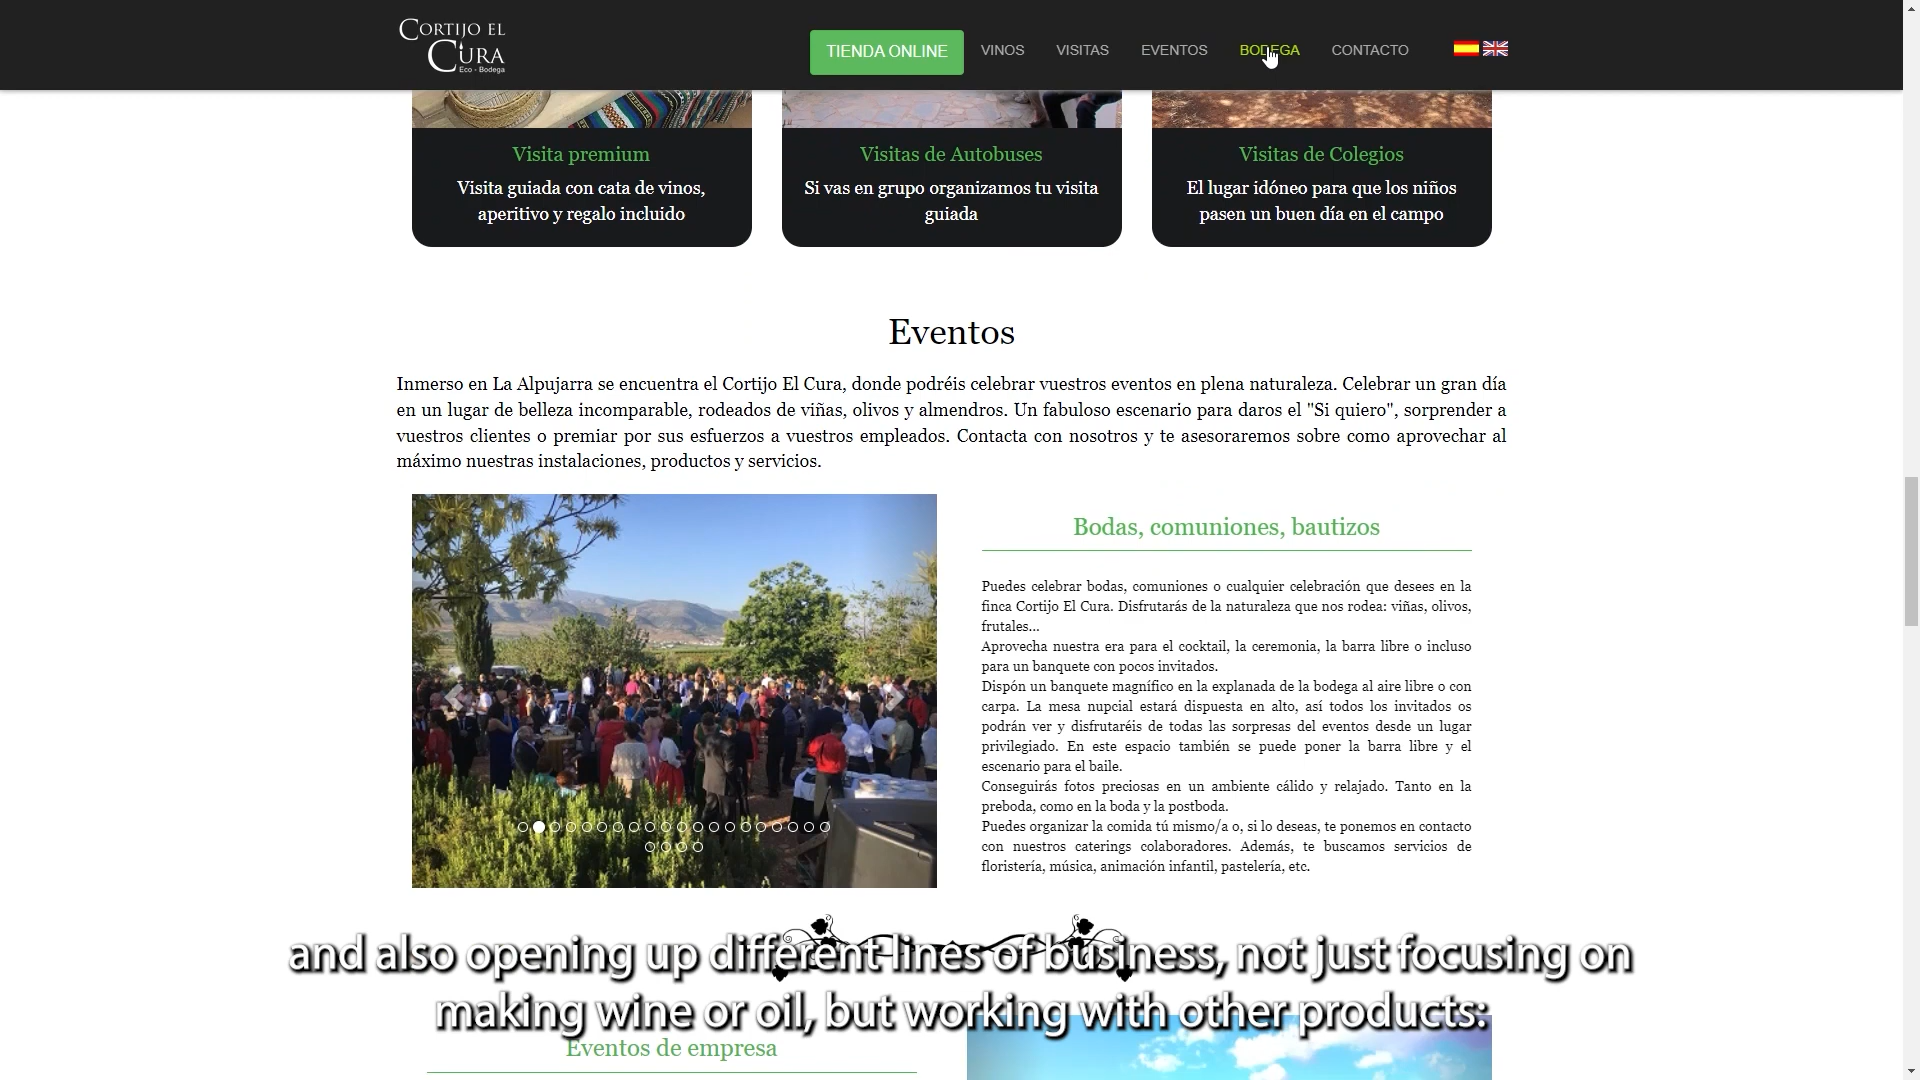 CORTIJO EL
CURA
Eco - Bodega
TIENDA ONLINE
VINOS
VISITAS
EVENTOS
BODEGA
CONTACTO
Visita premium
Visita guiada con cata de vinos,
aperitivo y regalo incluido
Visitas de Autobuses
Si vas en grupo organizamos tu visita
guiada
Visitas de Colegios
El lugar idóneo para que los niños
pasen un buen día en el campo
Eventos
Inmerso en La Alpujarra se encuentra el Cortijo El Cura, donde podréis celebrar vuestros eventos en plena naturaleza. Celebrar un gran día
en un lugar de belleza incomparable, rodeados de viñas, olivos y almendros. Un fabuloso escenario para daros el "Si quiero", sorprender a
vuestros clientes o premiar por sus esfuerzos a vuestros empleados. Contacta con nosotros y te asesoraremos sobre como aprovechar al
máximo nuestras instalaciones, productos y servicios.
Bodas, comuniones, bautizos
Puedes celebrar bodas, comuniones o cualquier celebración que desees en la
finca Cortijo El Cura. Disfrutarás de la naturaleza que nos rodea: viñas, olivos,
frutales...
Aprovecha nuestra era para el cocktail, la ceremonia, la barra libre o incluso
para un banquete con pocos invitados.
Dispón un banquete magnífico en la explanada de la bodega al aire libre o con
carpa. La mesa nupcial estará dispuesta en alto, así todos los invitados os
podrán ver y disfrutaréis de todas las sorpresas del eventos desde un lugar
privilegiado. En este espacio también se puede poner la barra libre y el
escenario para el baile.
Conseguirás fotos preciosas en un ambiente cálido y relajado. Tanto en la
preboda, como en la boda y la postboda.
Puedes organizar la comida tú mismo/a o, si lo deseas, te ponemos en contacto
con nuestros caterings colaboradores. Además, te buscamos servicios de
floristería, música, animación infantil, pastelería, etc.
and also opening up different lines of business, not just focusing on
making wine or oil, but working with other products:
Eventos de empresa